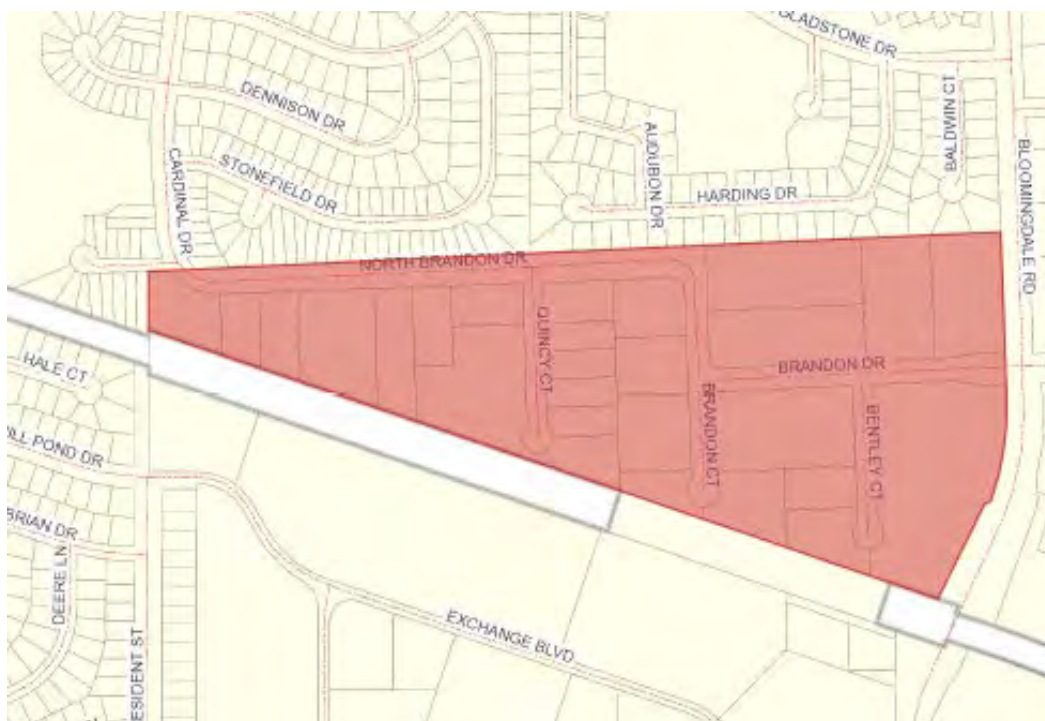 GLADSTONE DR
DENNISON DR
BALDWIN CT
STONEFIELD DR
AUDUBON DR
CARDINAL DR
HARDING DR
BLOOMINGDALE RD
NORTH BRANDON DR
QUINCY CT
HALE CT
BRANDON DR
BRANDON CT
BENTLEY CT
ILL POND DR
BRIAN DR
DEERE LN
EXCHANGE BLVD
ESIDENT ST